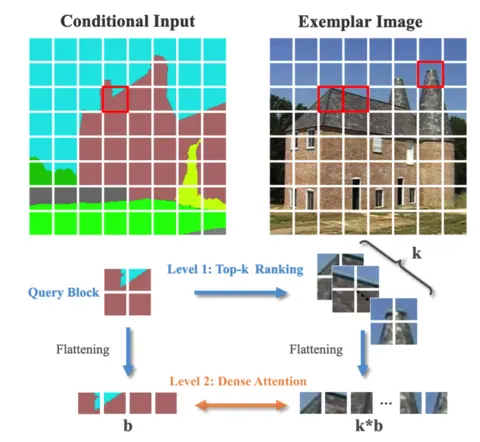 Conditional Input
Exemplar Image
k
Level 1: Top-k Ranking
Query Block
Flattening
Flattening
Level 2: Dense Attention
...
b
k*b